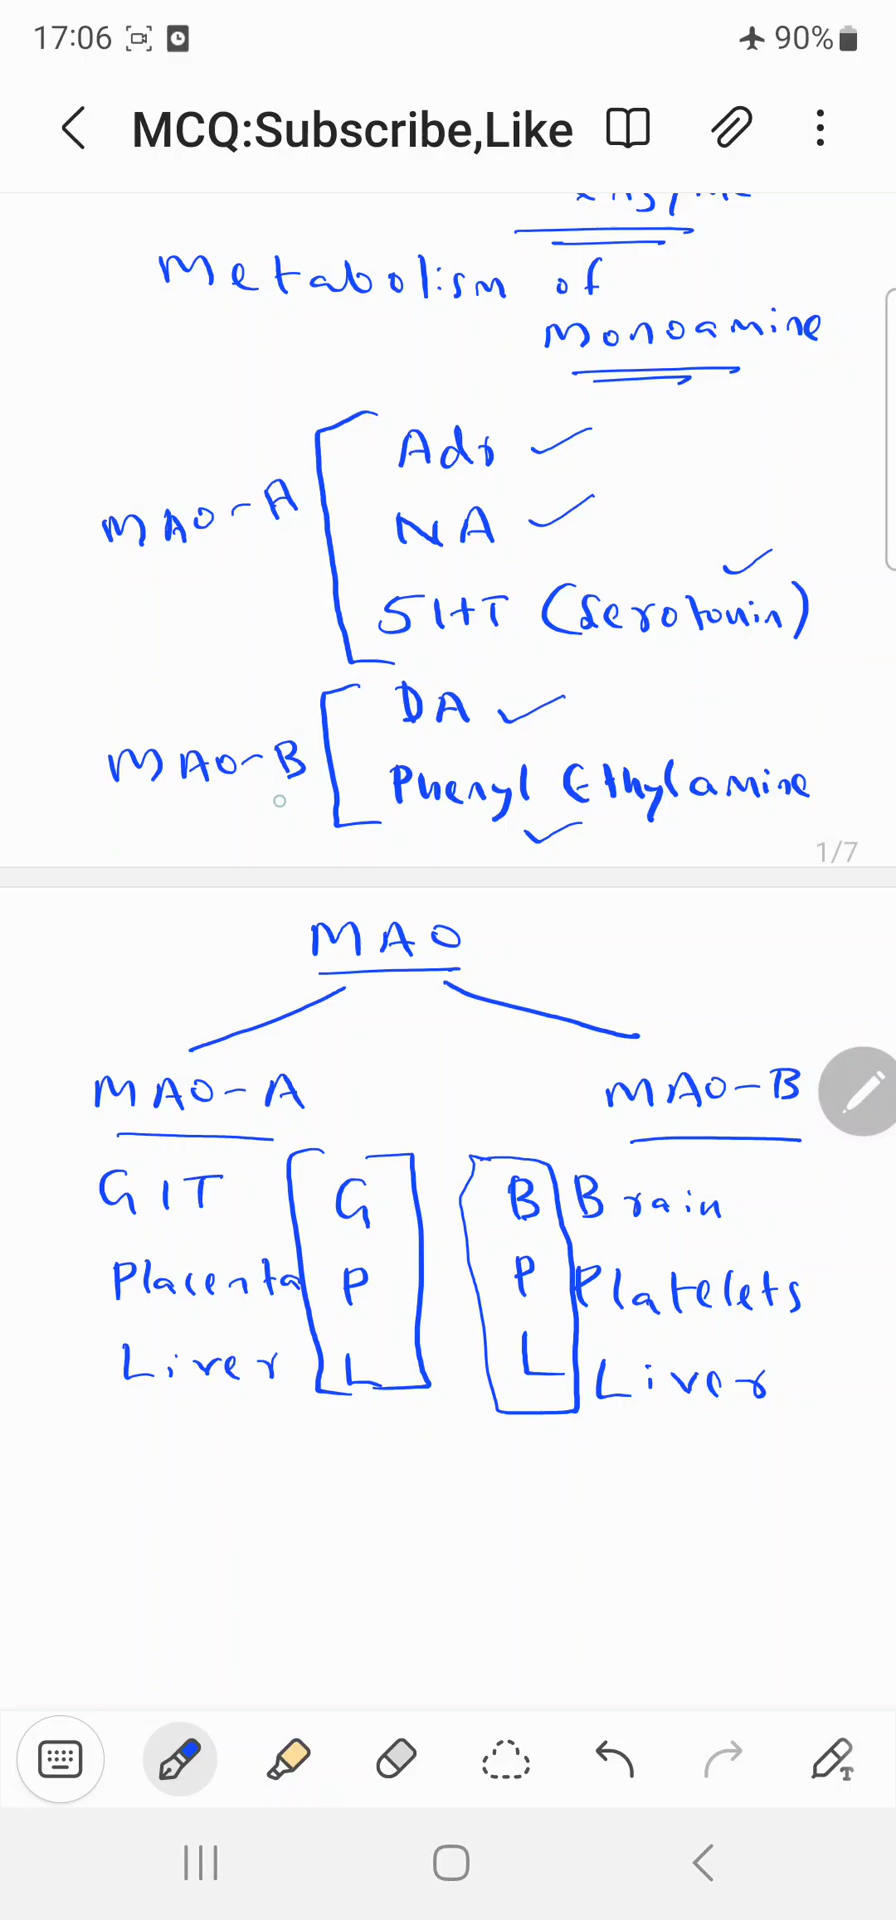 17:06 90%
MCQ:Subscribe,Like
Metabolism of
Monoamine
MAO-A
Adr
NA
5HT (Serotonin)
MAO-B
DA
Phenyl Ethylamine
1/7
MAO
MAO-A MAO-B
GIT G B Brain
Placenta P P Platelets
Liver L L Liver
T